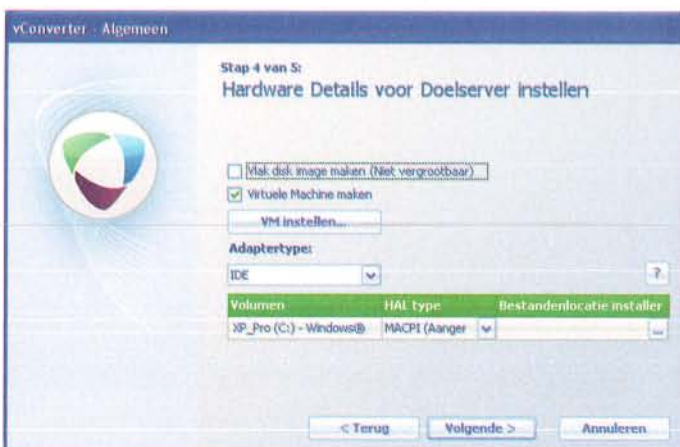 vConverter - Algemeen
Stap 4 van 5:
Hardware Details voor Doelserver instellen
Vlak disk image maken (Niet vergrootbaar)
Virtuele Machine maken
VM instellen...
Adaptertype:
IDE
?
Volumen HAL type Bestandenlocatie installer
XP_Pro (C:) - Windows® MACPI (Aanger ...
< Terug Volgende > Annuleren